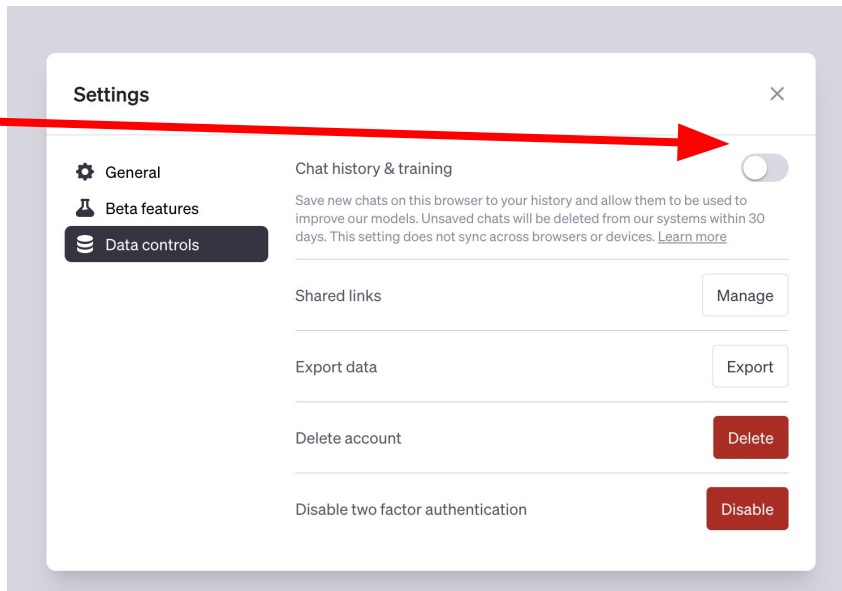 Settings
General
Beta features
Data controls
Chat history & training
Save new chats on this browser to your history and allow them to be used to
improve our models. Unsaved chats will be deleted from our systems within 30
days. This setting does not sync across browsers or devices. Learn more
Shared links
Manage
Export data
Export
Delete account
Delete
Disable two factor authentication
Disable